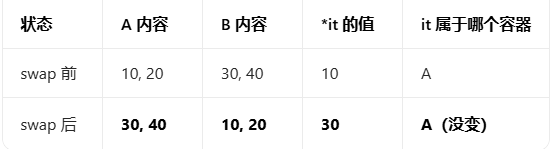 状态 A 内容 B 内容 *it 的值 it 属于哪个容器
swap 前 10, 20 30, 40 10 A
swap 后 30, 40 10, 20 30 A（没变）